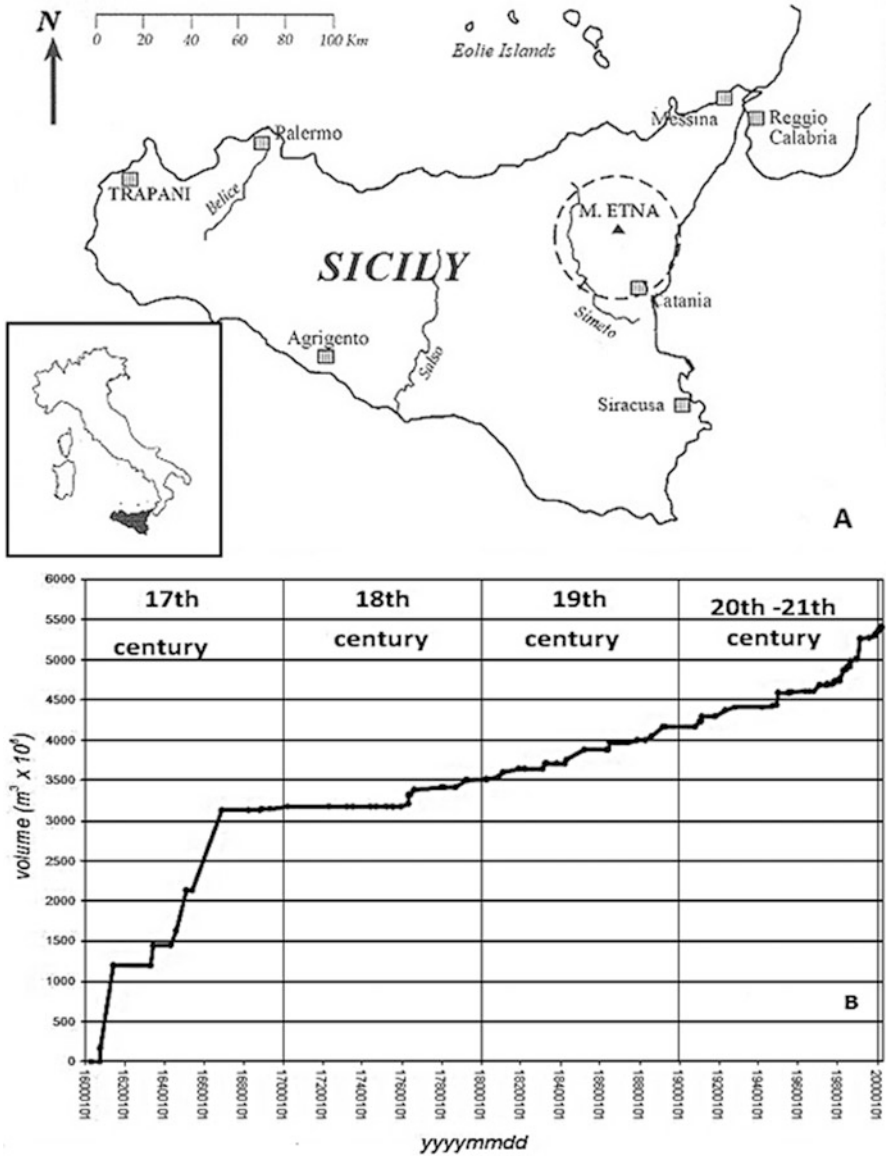 N
0 20 40 60 80 100 Km
Eolie Islands
Messina
Reggio
Calabria
Palermo
TRAPANI
Belice
M. ETNA
SICILY
Catania
Simeto
Agrigento
Salso
Siracusa
A
6000
5500
5000
4500
4000
3500
3000
2500
2000
1500
1000
500
0
volume (m³ x 10⁶)
17th
century
18th
century
19th
century
20th -21th
century
B
16000101
16200101
16400101
16600101
16800101
17000101
17200101
17400101
17600101
17800101
18000101
18200101
18400101
18600101
18800101
19000101
19200101
19400101
19600101
19800101
20000101
yyyymmdd